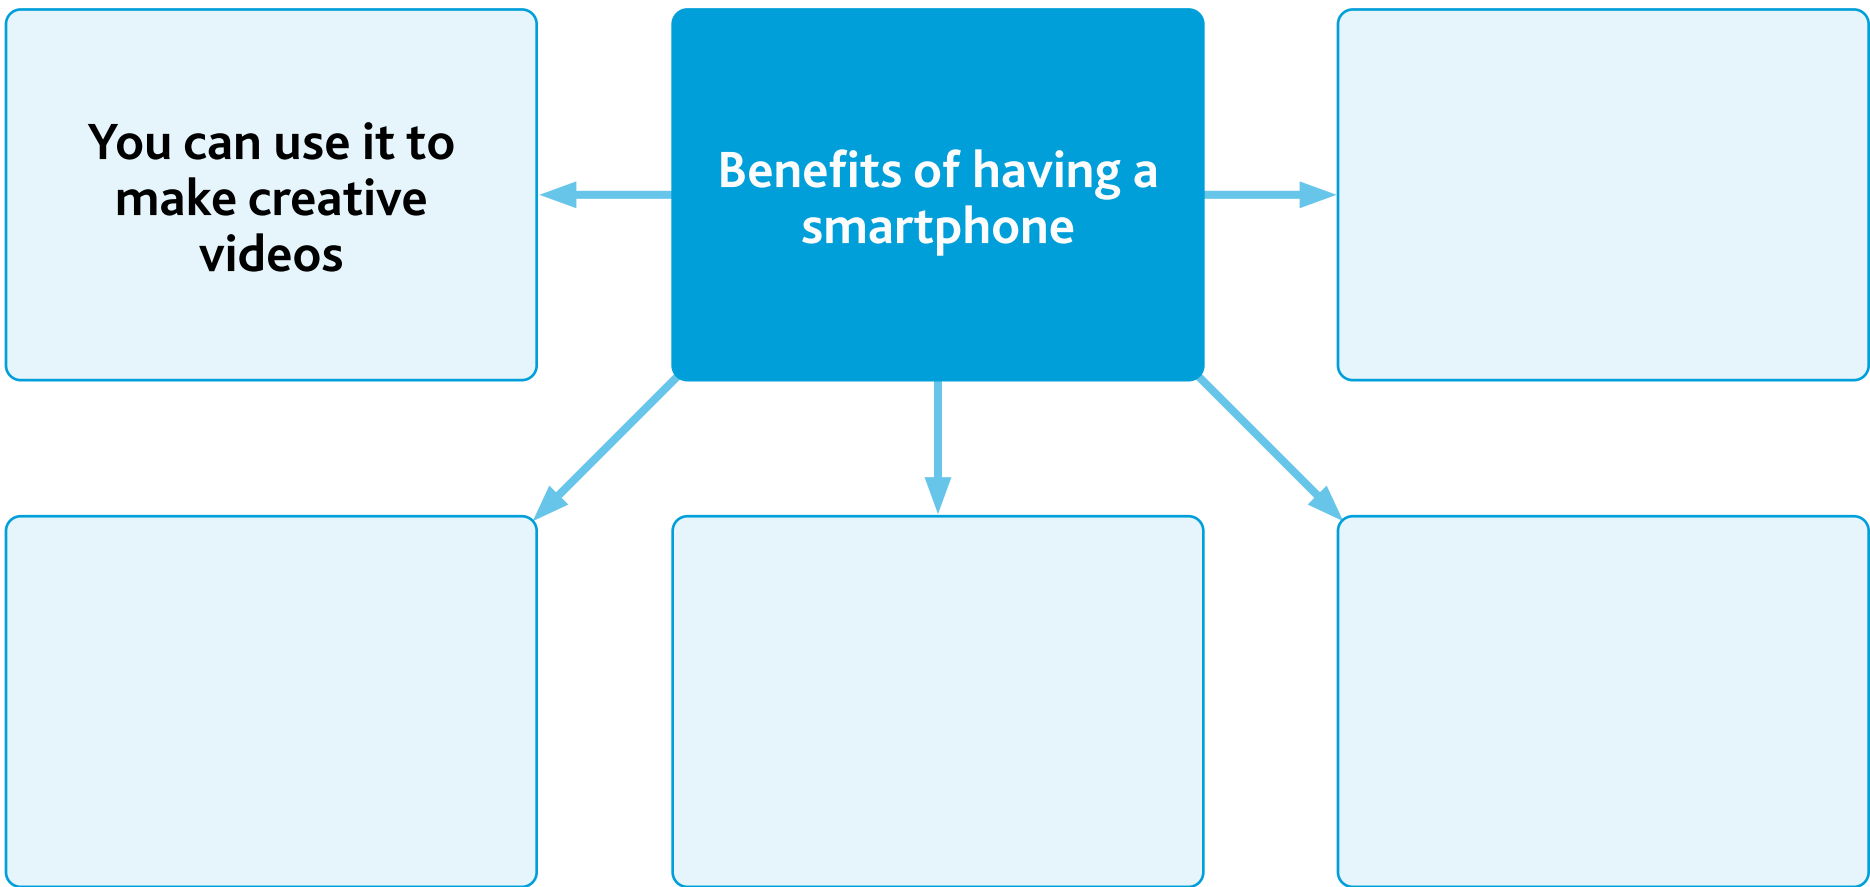 You can use it to
make creative
videos
Benefits of having a
smartphone